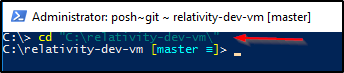 Administrator: posh~git ~ relativity-dev-vm [master]
C:\> cd "C:\relativity-dev-vm\"
C:\relativity-dev-vm [master ≡]>